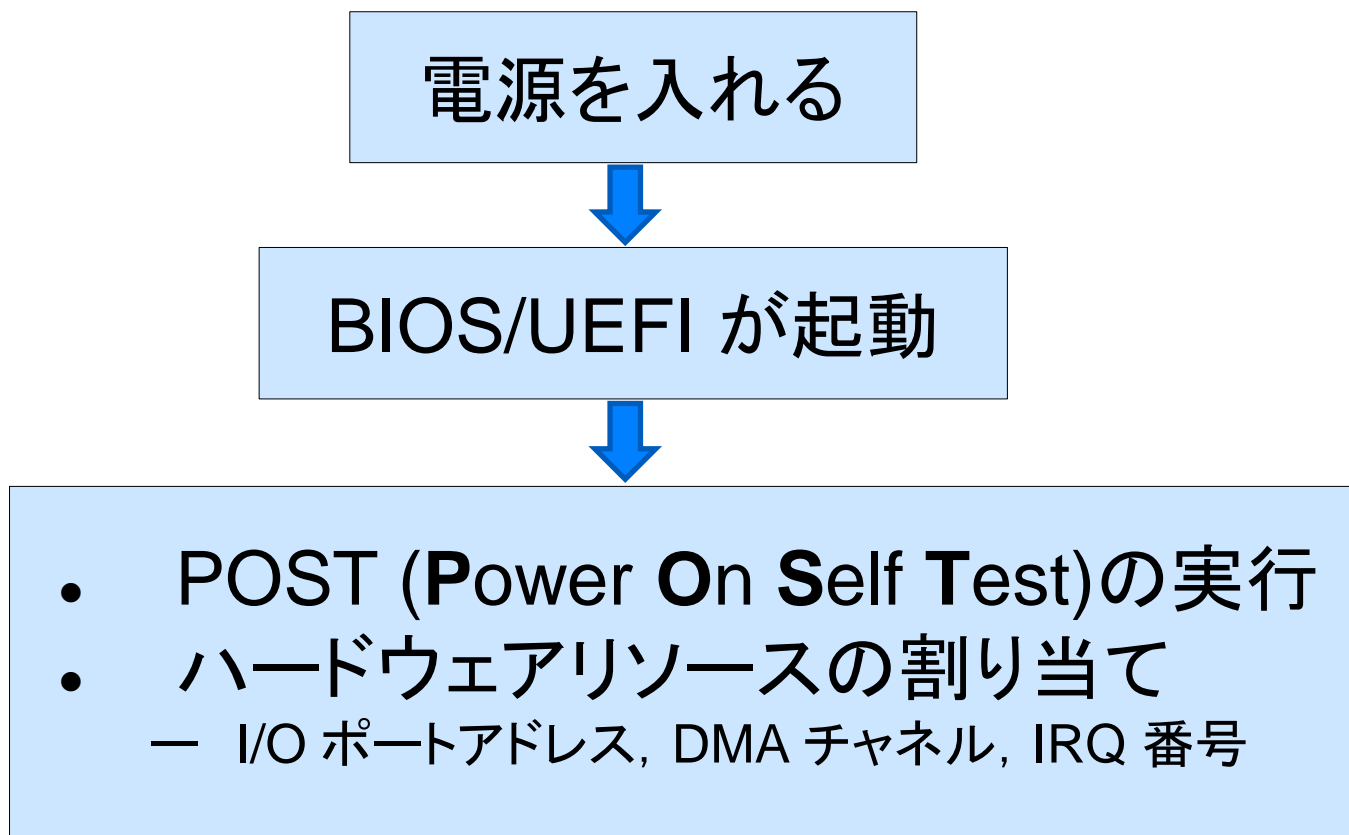 電源を入れる
BIOS/UEFI が起動
• POST (Power On Self Test)の実行
• ハードウェアリソースの割り当て
– I/O ポートアドレス, DMA チャネル, IRQ 番号